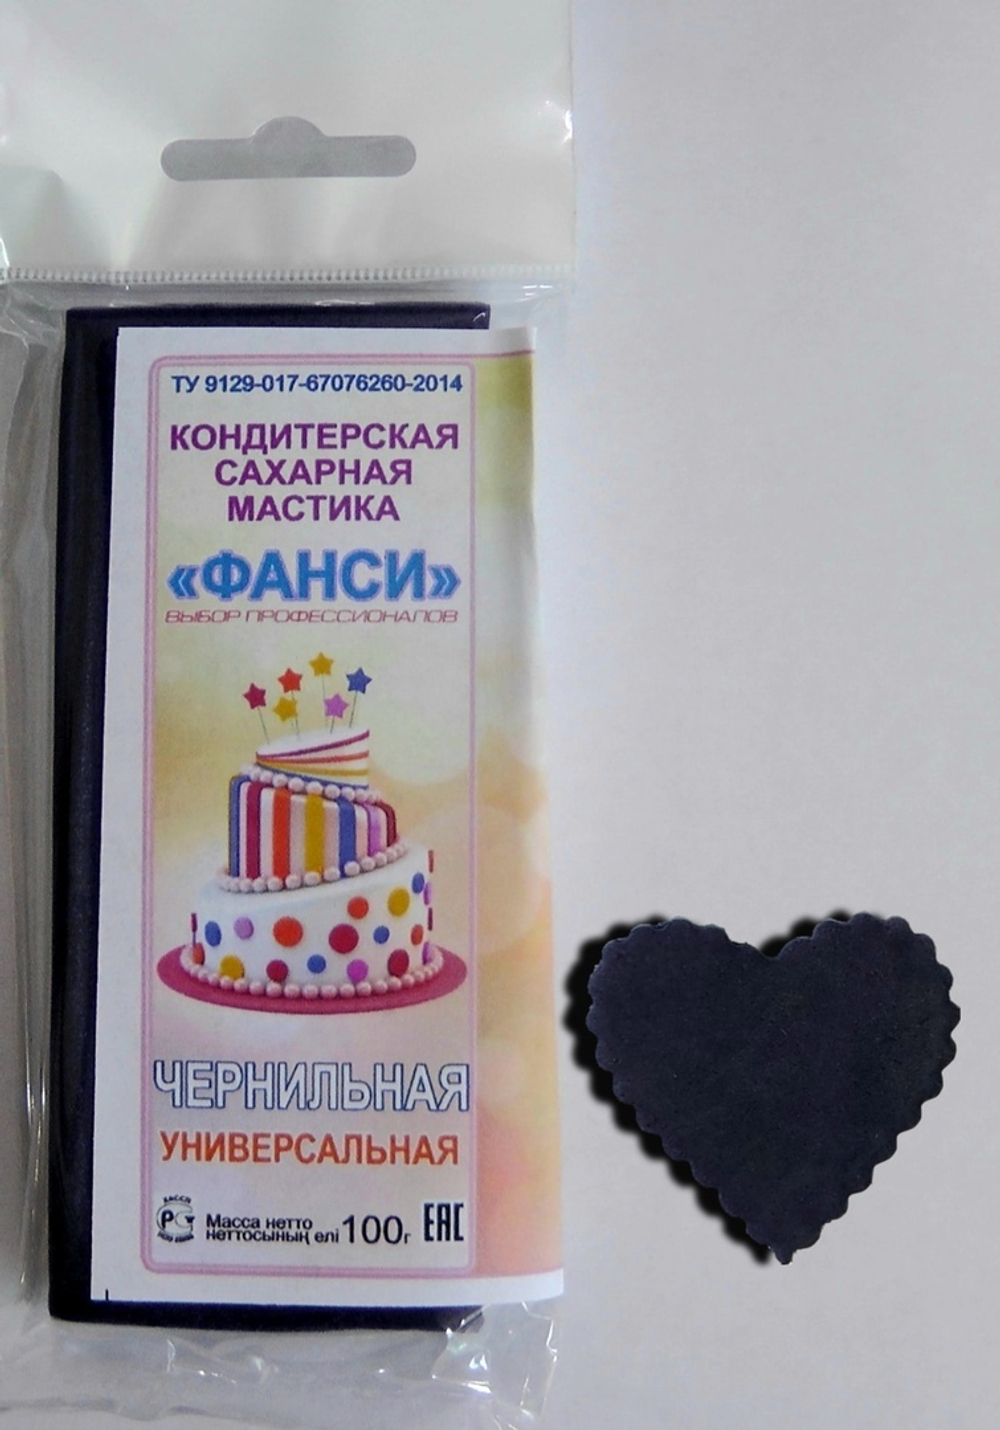 ТУ 9129-017-67076260-2014
КОНДИТЕРСКАЯ
САХАРНАЯ
МАСТИКА
«ФАНСИ»
ВЫБОР ПРОФЕССИОНАЛОВ
ЧЕРНИЛЬНАЯ
УНИВЕРСАЛЬНАЯ
Масса нетто
неттосының елі 100г
ЕАС